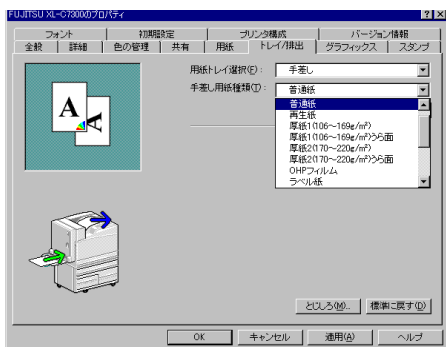 FUJITSU XL-C7300のプロパティ
フォント 初期設定 プリンタ構成 バージョン情報
全般 詳細 色の管理 共有 用紙 トレイ/排出 グラフィックス スタンプ
用紙トレイ選択(F): 手差し
手差し用紙種類(T): 普通紙
普通紙
再生紙
厚紙1(106～169g/㎡)
厚紙1(106～169g/㎡)うら面
厚紙2(170～220g/㎡)
厚紙2(170～220g/㎡)うら面
OHPフィルム
ラベル紙
A A
とじしろ(M)... 標準に戻す(D)
OK キャンセル 適用(A) ヘルプ